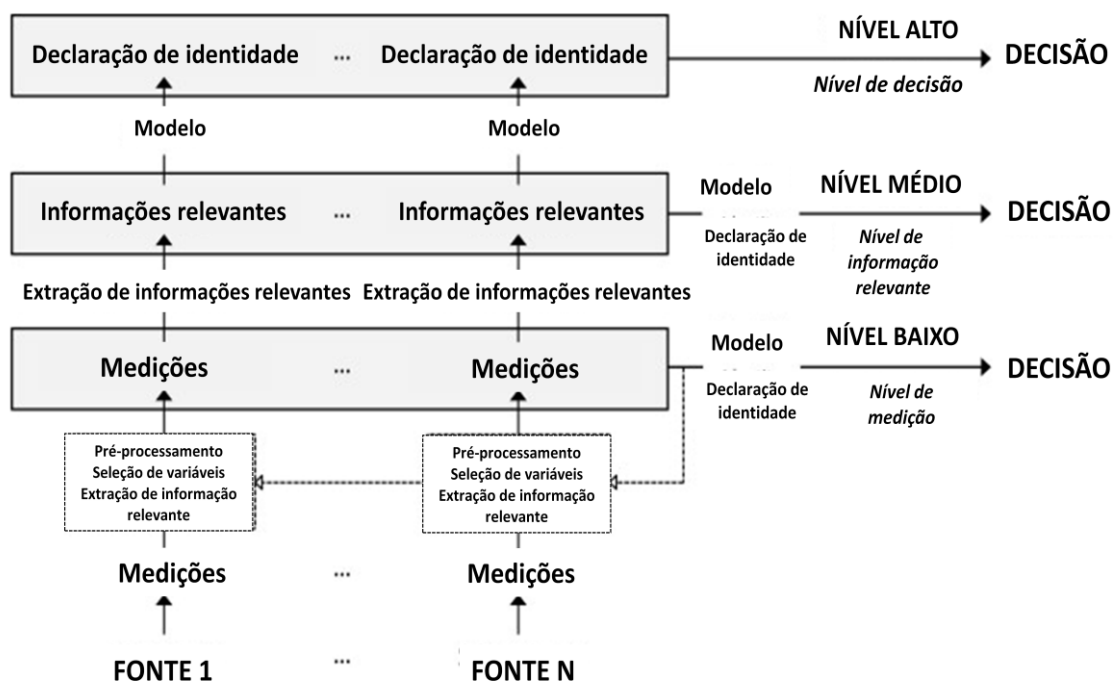 NÍVEL ALTO
Declaração de identidade ... Declaração de identidade
DECISÃO
Nível de decisão
Modelo Modelo
Modelo
NÍVEL MÉDIO
Informações relevantes ... Informações relevantes
DECISÃO
Declaração de
identidade
Nível de
informação
relevante
Extração de informações relevantes Extração de informações relevantes
Modelo
NÍVEL BAIXO
Medições ... Medições
DECISÃO
Declaração de
identidade
Nível de
medição
Pré-processamento
Seleção de variáveis
Extração de informação
relevante
Pré-processamento
Seleção de variáveis
Extração de informação
relevante
Medições ... Medições
FONTE 1 ... FONTE N